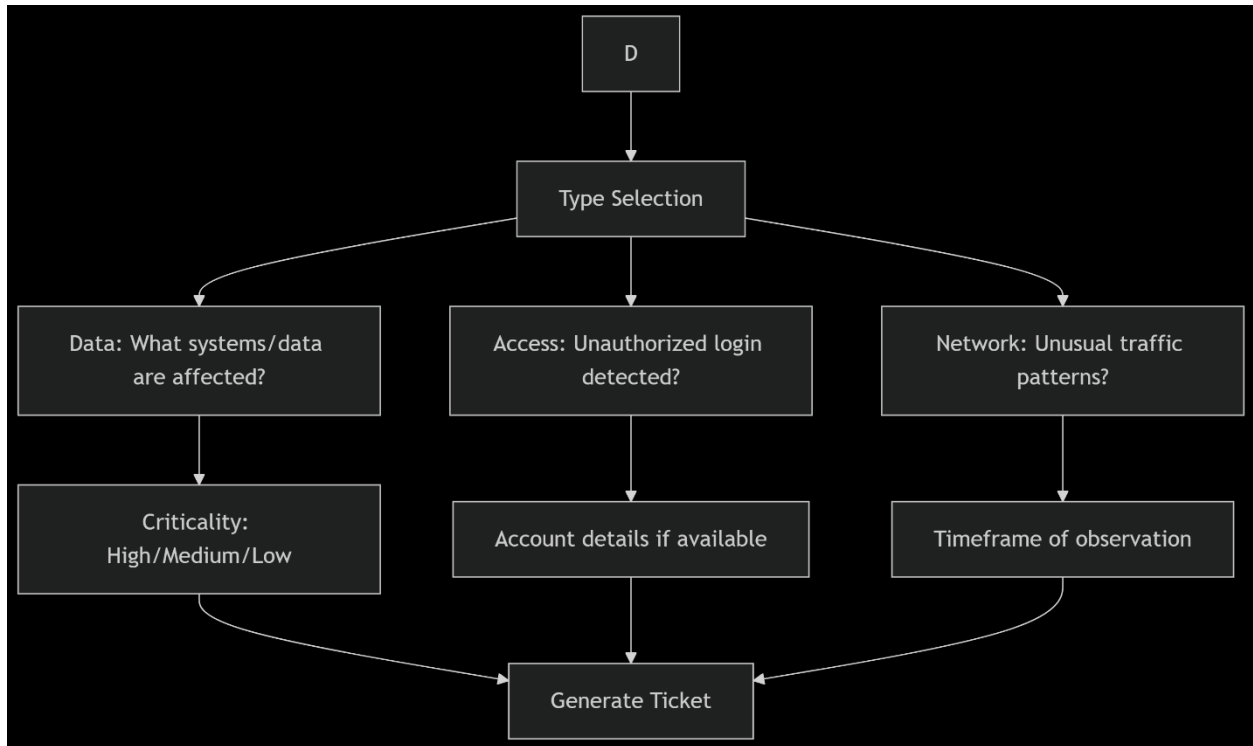 D
Type Selection
Data: What systems/data
are affected?
Access: Unauthorized login
detected?
Network: Unusual traffic
patterns?
Criticality:
High/Medium/Low
Account details if available
Timeframe of observation
Generate Ticket